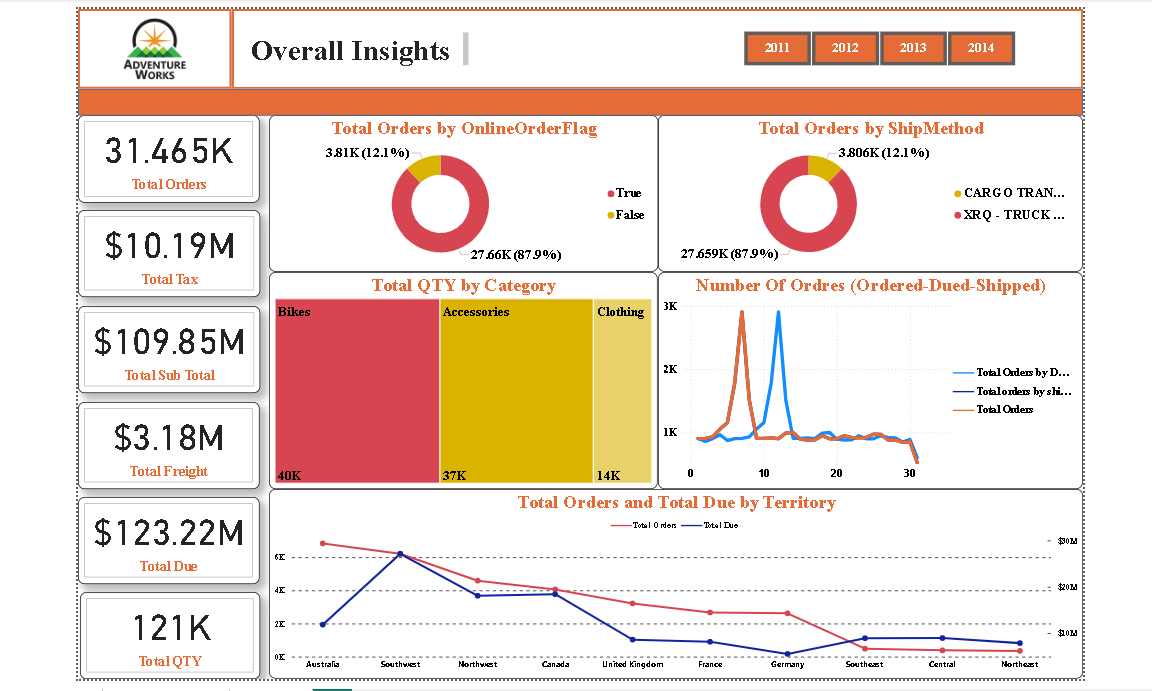 ADVENTURE
WORKS
Overall Insights
2011
2012
2013
2014
31.465K
Total Orders
$10.19M
Total Tax
$109.85M
Total Sub Total
$3.18M
Total Freight
$123.22M
Total Due
121K
Total QTY
Total Orders by OnlineOrderFlag
3.81K (12.1%)
27.66K (87.9%)
True
False
Total Orders by ShipMethod
3.806K (12.1%)
27.659K (87.9%)
CARGO TRAN...
XRQ - TRUCK ...
Total QTY by Category
Bikes
Accessories
Clothing
40K
37K
14K
Number Of Ordres (Ordered-Dued-Shipped)
3K
2K
1K
0
10
20
30
Total Orders by D...
Total orders by shi...
Total Orders
Total Orders and Total Due by Territory
Total Orders
Total Due
6K
4K
2K
0K
$30M
$20M
$10M
Australia
Southwest
Northwest
Canada
United Kingdom
France
Germany
Southeast
Central
Northeast